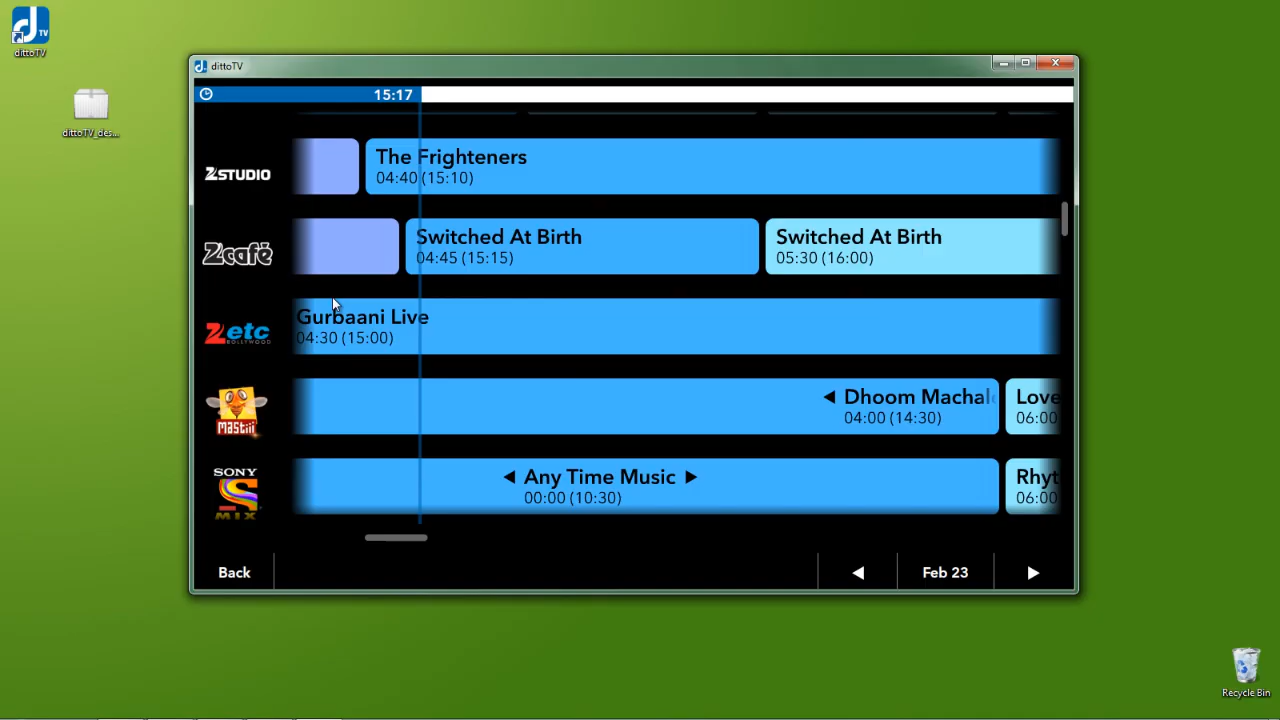 dittoTV
dittoTV_des...
dittoTV
15:17
ZSTUDIO
The Frighteners
04:40 (15:10)
Zcafé
Switched At Birth
04:45 (15:15)
Switched At Birth
05:30 (16:00)
Zetc
BOLLYWOOD
Gurbaani Live
04:30 (15:00)
MASTIII
◀ Dhoom Machal
04:00 (14:30)
Love
06:00
SONY
MIX
◀ Any Time Music ▶
00:00 (10:30)
Rhyt
06:00
Back
◀ Feb 23 ▶
Recycle Bin